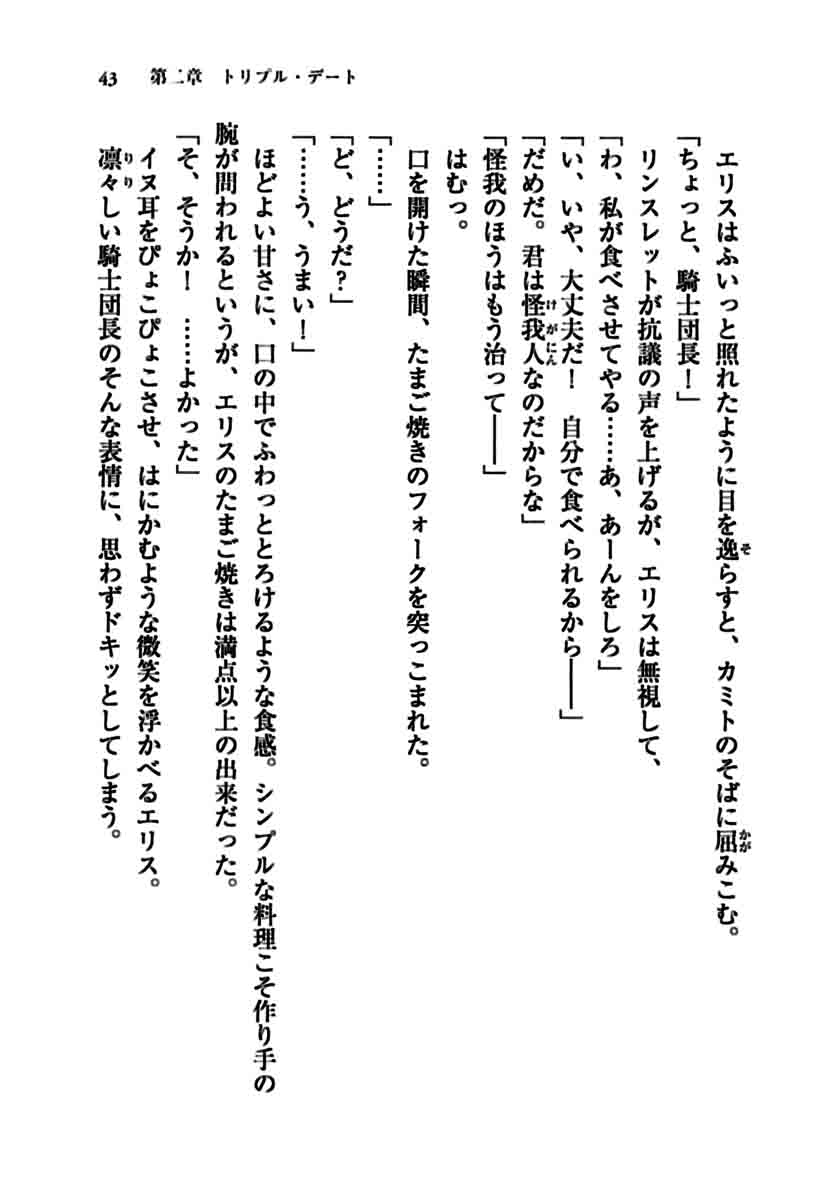 43　第二章　トリプル・デート
　エリスはふいっと照れたように目を逸らすと、カミトのそばに屈みこむ。
「ちょっと、騎士団長！」
　リンスレットが抗議の声を上げるが、エリスは無視して、
「わ、私が食べさせてやる……あ、あーんをしろ」
「い、いや、大丈夫だ！　自分で食べられるから――」
「だめだ。君は怪我人なのだからな」
「怪我のほうはもう治って――」
　はむっ。
　口を開けた瞬間、たまご焼きのフォークを突っこまれた。
「……」
「ど、どうだ？」
「……う、うまい！」
　ほどよい甘さに、口の中でふわっととろけるような食感。シンプルな料理こそ作り手の
腕が問われるというが、エリスのたまご焼きは満点以上の出来だった。
「そ、そうか！　……よかった」
　イヌ耳をぴょこぴょこさせ、はにかむような微笑を浮かべるエリス。
　凛々しい騎士団長のそんな表情に、思わずドキッとしてしまう。